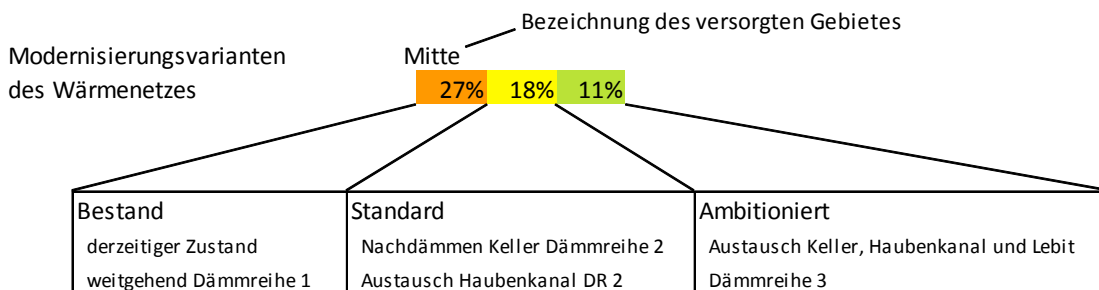 Bezeichnung des versorgten Gebietes
Modernisierungsvarianten
des Wärmenetzes
Mitte
27% 18% 11%
Bestand
derzeitiger Zustand
weitgehend Dämmreihe 1
Standard
Nachdämmen Keller Dämmreihe 2
Austausch Haubenkanal DR 2
Ambitioniert
Austausch Keller, Haubenkanal und Lebit
Dämmreihe 3